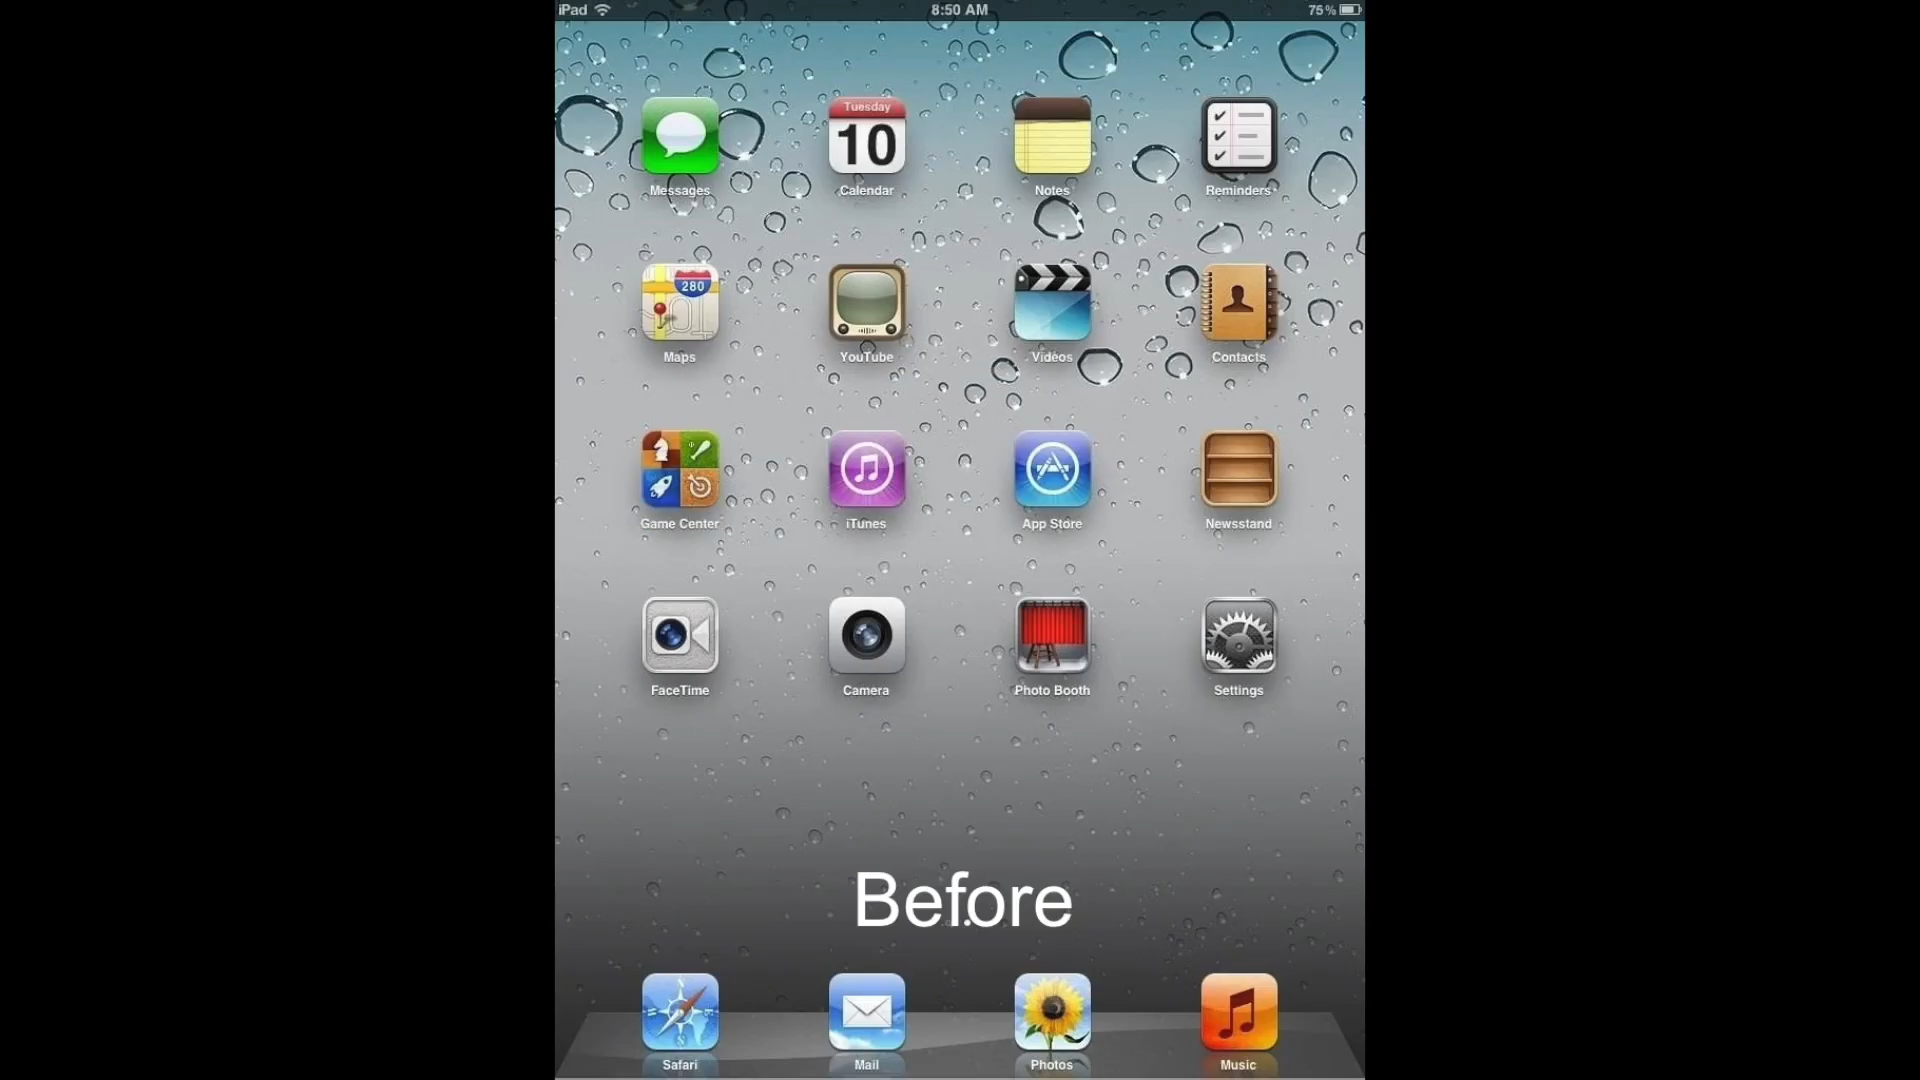 iPad 8:50 AM 75%
Tuesday
10
Messages Calendar Notes Reminders
280
Maps YouTube Videos Contacts
Game Center iTunes App Store Newsstand
FaceTime Camera Photo Booth Settings
Before
N
S
Safari Mail Photos Music